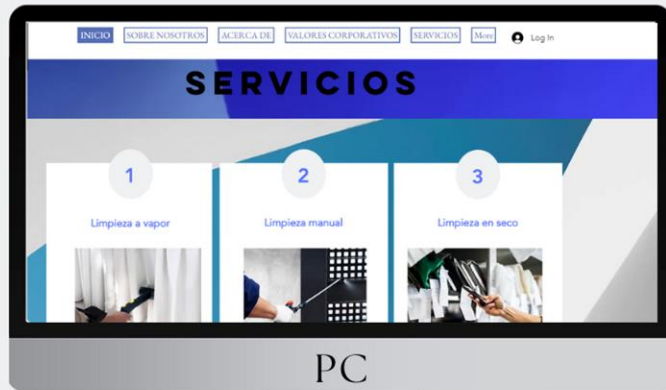 INICIO SOBRE NOSOTROS ACERCA DE VALORES CORPORATIVOS SERVICIOS More Log In
SERVICIOS
1 2 3
Limpieza a vapor Limpieza manual Limpieza en seco
PC